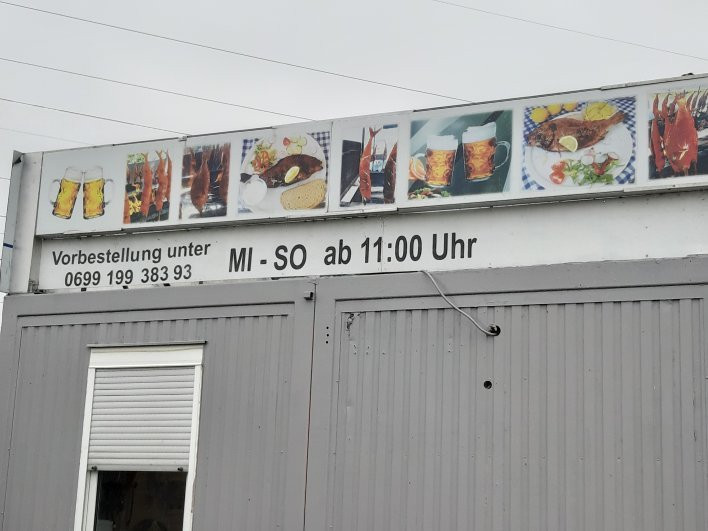 Vorbestellung unter
0699 199 383 93
MI - SO ab 11:00 Uhr